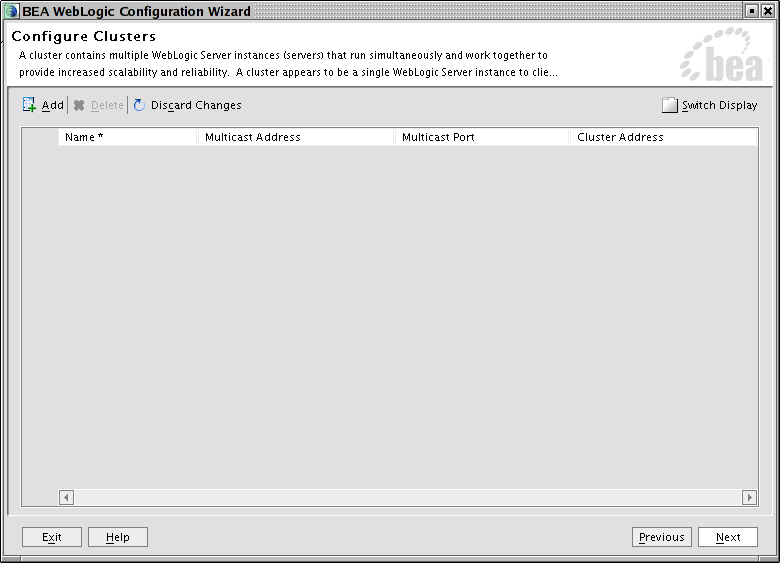 BEA WebLogic Configuration Wizard
Configure Clusters
A cluster contains multiple WebLogic Server instances (servers) that run simultaneously and work together to
provide increased scalability and reliability. A cluster appears to be a single WebLogic Server instance to clie...
bea
Add Delete Discard Changes Switch Display
Name * Multicast Address Multicast Port Cluster Address
Exit Help Previous Next